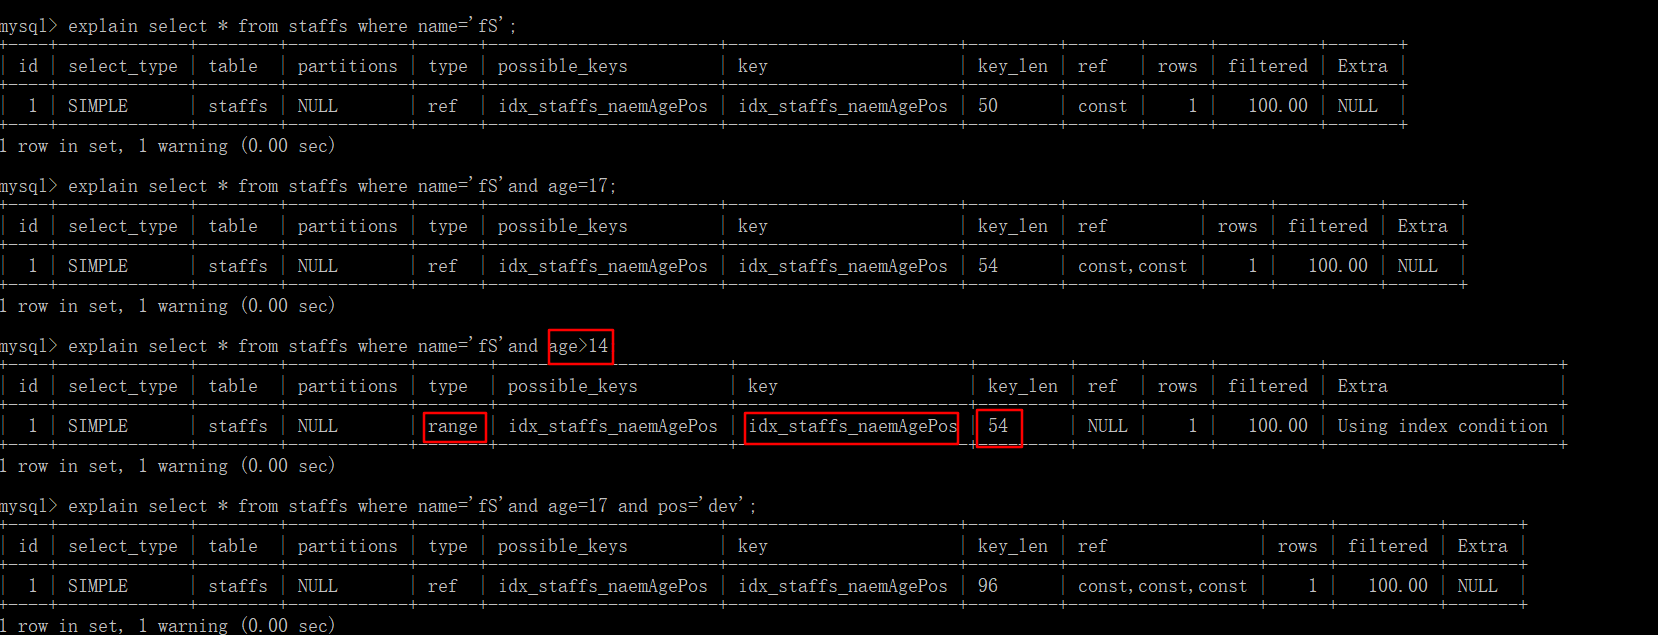 mysql> explain select * from staffs where name='fS';
| id | select_type | table | partitions | type | possible_keys | key | key_len | ref | rows | filtered | Extra |
| 1 | SIMPLE | staffs | NULL | ref | idx_staffs_naemAgePos | idx_staffs_naemAgePos | 50 | const | 1 | 100.00 | NULL |
1 row in set, 1 warning (0.00 sec)
mysql> explain select * from staffs where name='fS'and age=17;
| id | select_type | table | partitions | type | possible_keys | key | key_len | ref | rows | filtered | Extra |
| 1 | SIMPLE | staffs | NULL | ref | idx_staffs_naemAgePos | idx_staffs_naemAgePos | 54 | const,const | 1 | 100.00 | NULL |
1 row in set, 1 warning (0.00 sec)
mysql> explain select * from staffs where name='fS'and age>14
| id | select_type | table | partitions | type | possible_keys | key | key_len | ref | rows | filtered | Extra |
| 1 | SIMPLE | staffs | NULL | range | idx_staffs_naemAgePos | idx_staffs_naemAgePos | 54 | NULL | 1 | 100.00 | Using index condition |
1 row in set, 1 warning (0.00 sec)
mysql> explain select * from staffs where name='fS'and age=17 and pos='dev';
| id | select_type | table | partitions | type | possible_keys | key | key_len | ref | rows | filtered | Extra |
| 1 | SIMPLE | staffs | NULL | ref | idx_staffs_naemAgePos | idx_staffs_naemAgePos | 96 | const,const,const | 1 | 100.00 | NULL |
1 row in set, 1 warning (0.00 sec)